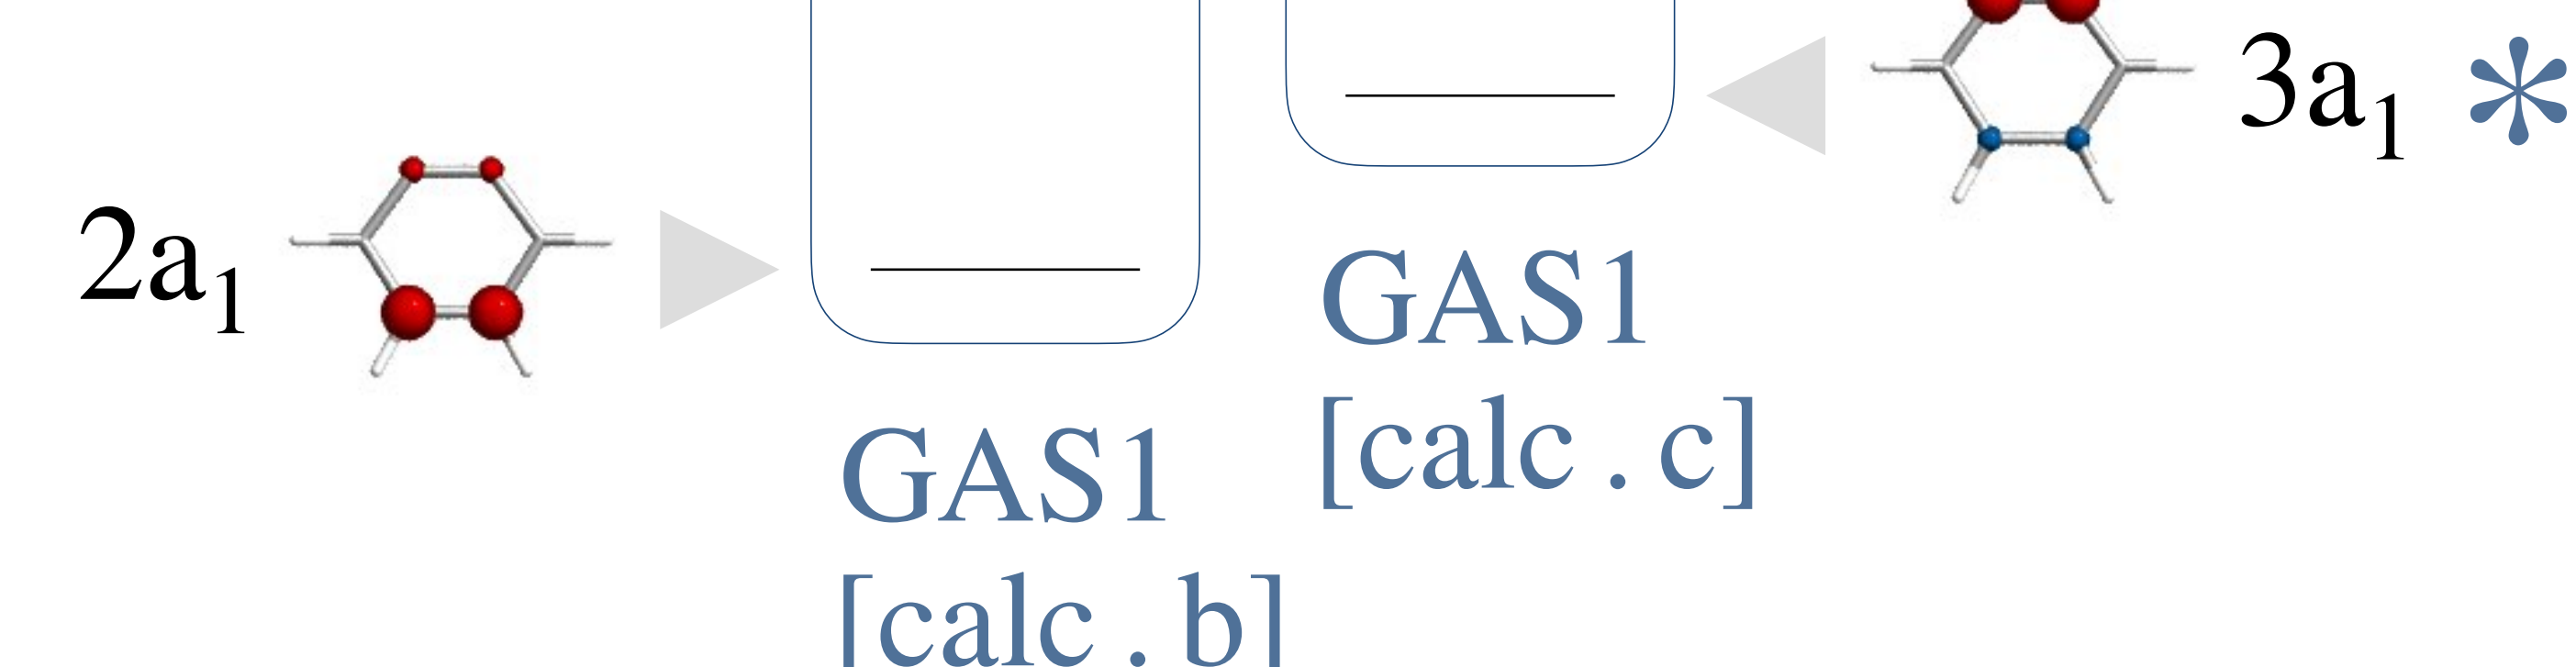 3a₁ *
2a₁
GAS1
[calc . c]
GAS1
[calc . b]